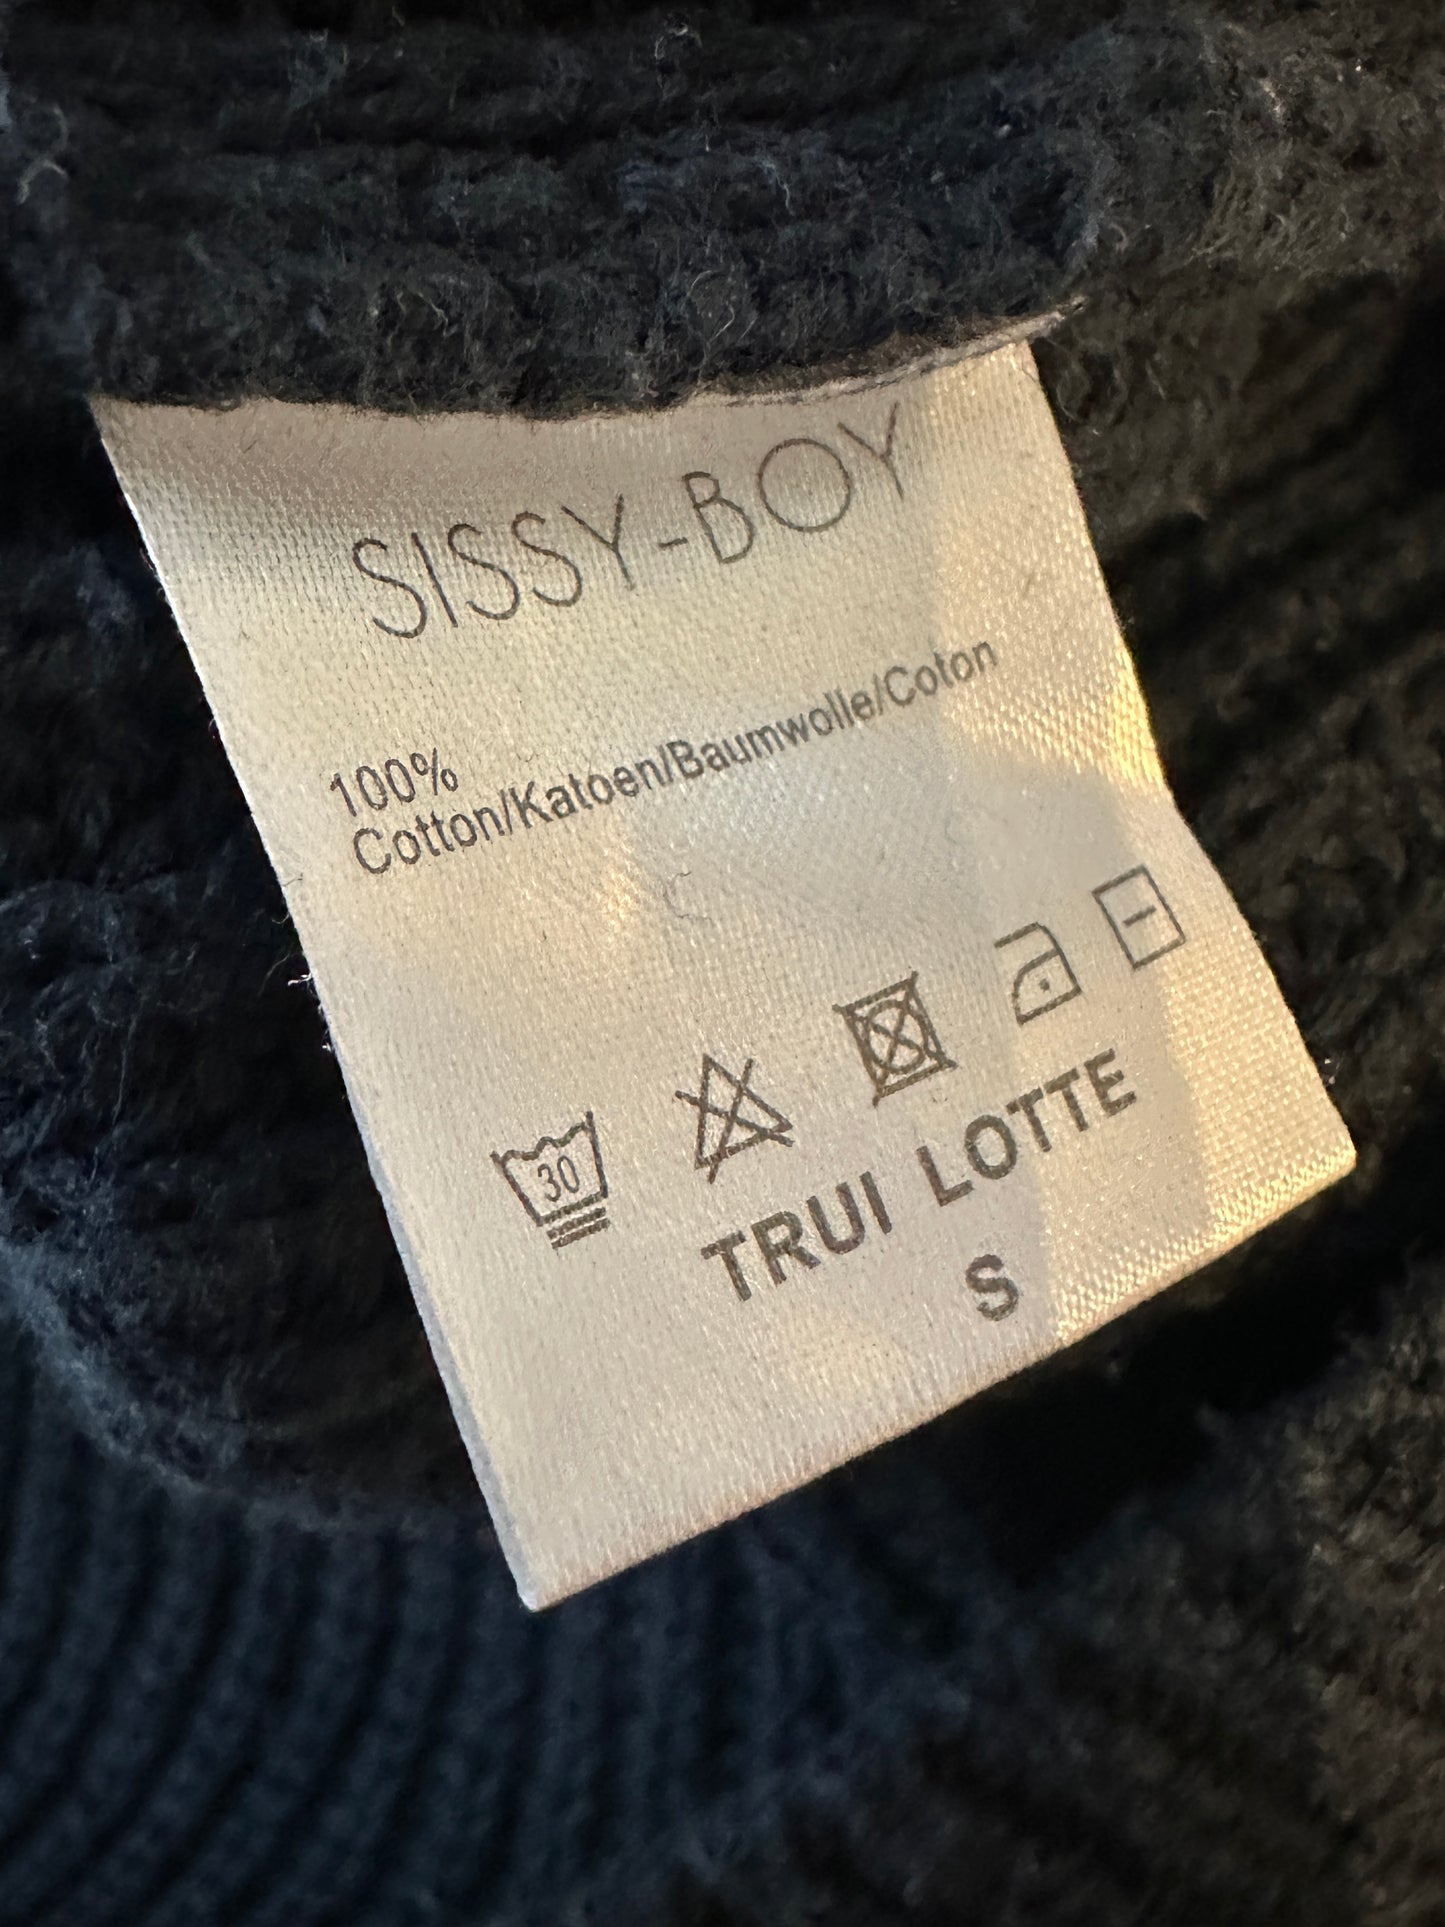 SISSY-BOY
100%
Cotton/Katoen/Baumwolle/Coton
30
TRUI LOTTE
S